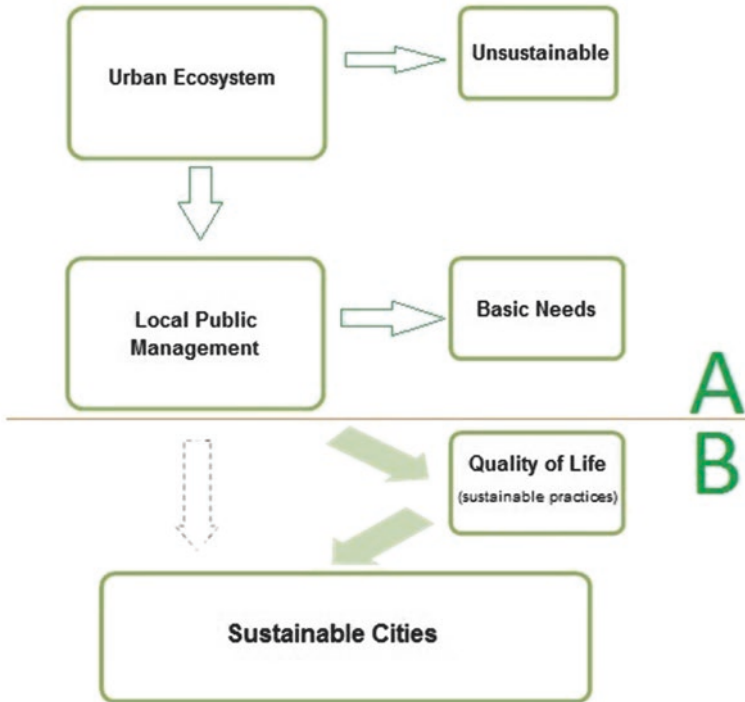 Urban Ecosystem
Unsustainable
Local Public
Management
Basic Needs
A
B
Quality of Life
(sustainable practices)
Sustainable Cities